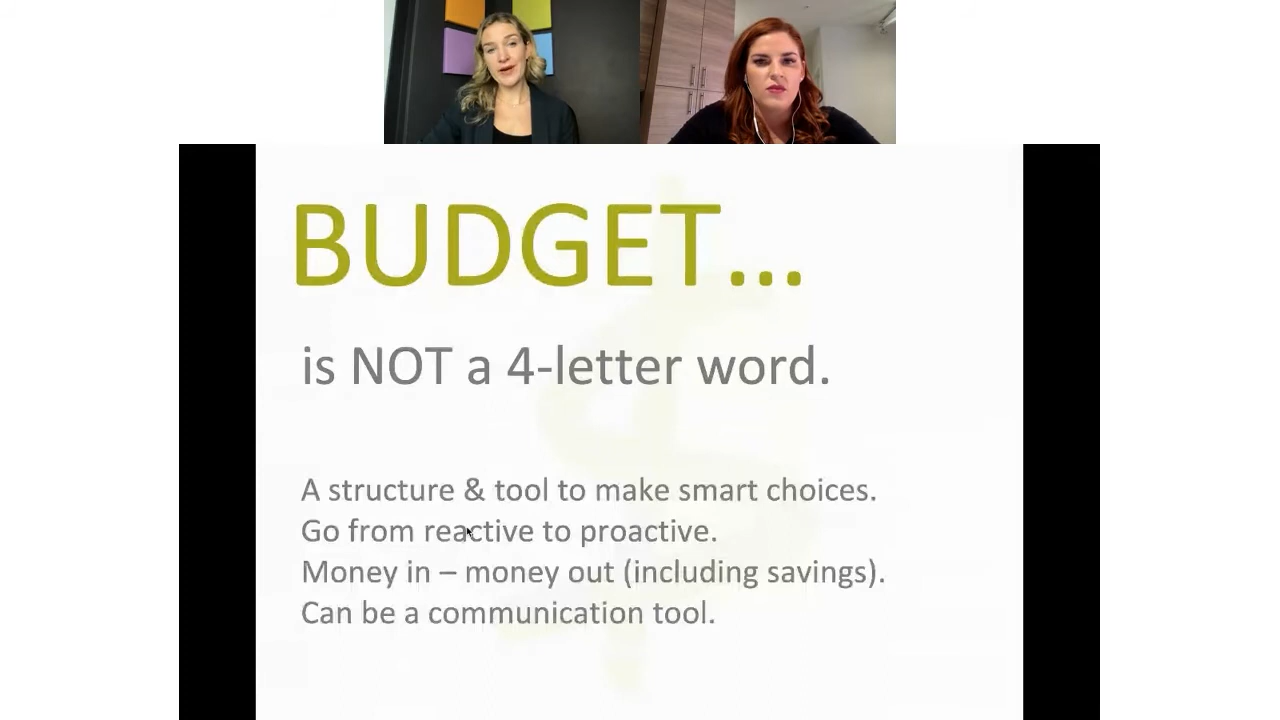 BUDGET...
is NOT a 4-letter word.
A structure & tool to make smart choices.
Go from reactive to proactive.
Money in – money out (including savings).
Can be a communication tool.